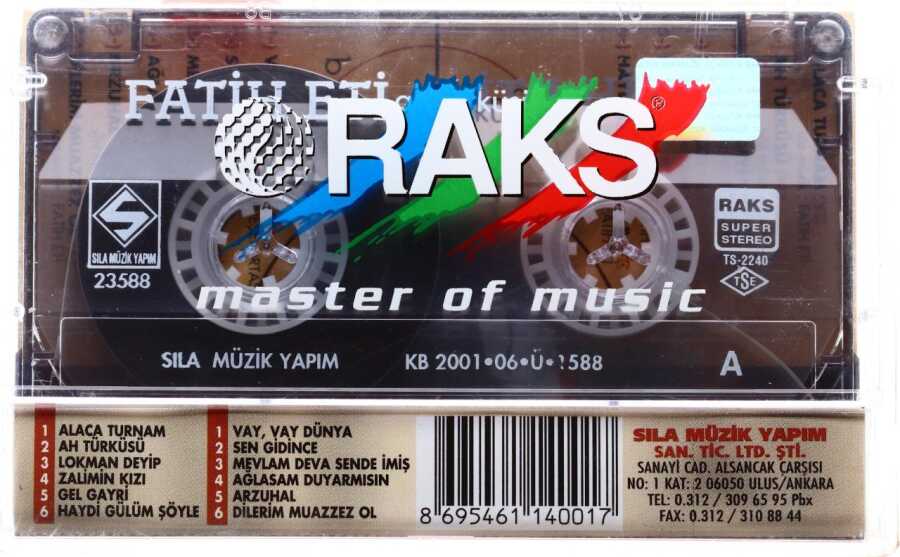 FATİH
RAKS
®
SILA MÜZİK YAPIM
23588
RAKS
SUPER
STEREO
TS-2240
TSE
master of music
SILA MÜZİK YAPIM KB 2001•06•Ü• 1588 A
1 ALACA TURNAM
2 AH TÜRKÜSÜ
3 LOKMAN DEYİP
4 ZALİMIN KIZI
5 GEL GAYRİ
6 HAYDİ GÜLÜM ŞÖYLE
1 VAY, VAY DÜNYA
2 SEN GİDİNCE
3 MEVLAM DEVA SENDE İMİŞ
4 AĞLASAM DUYARMISIN
5 ARZUHAL
6 DİLERİM MUAZZEZ OL
8 695461 140017
SILA MÜZİK YAPIM
SAN. TİC. LTD. ŞTİ.
SANAYİ CAD. ALSANCAK ÇARŞISI
NO: 1 KAT: 2 06050 ULUS/ANKARA
TEL: 0.312 / 309 65 95 Pbx
FAX: 0.312 / 310 88 44